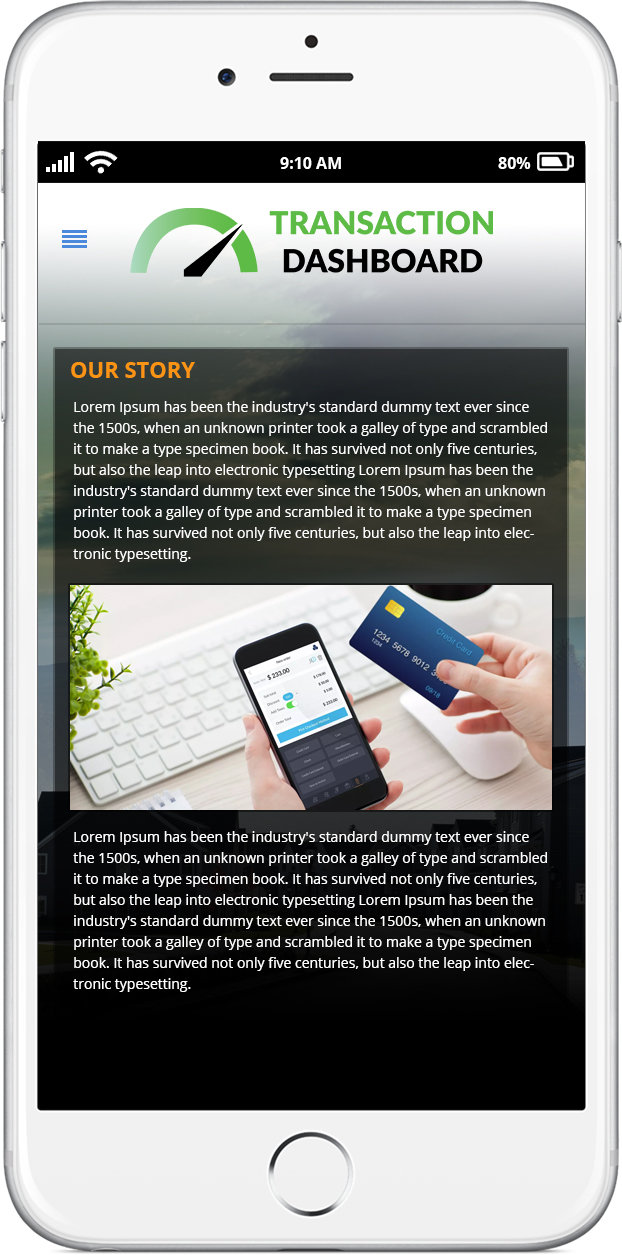 9:10 AM
80%
TRANSACTION
DASHBOARD
OUR STORY
Lorem Ipsum has been the industry's standard dummy text ever since
the 1500s, when an unknown printer took a galley of type and scrambled
it to make a type specimen book. It has survived not only five centuries,
but also the leap into electronic typesetting Lorem Ipsum has been the
industry's standard dummy text ever since the 1500s, when an unknown
printer took a galley of type and scrambled it to make a type specimen
book. It has survived not only five centuries, but also the leap into elec-
tronic typesetting.
$ 233.00
Credit Card
1234 5678 9012
1234
Lorem Ipsum has been the industry's standard dummy text ever since
the 1500s, when an unknown printer took a galley of type and scrambled
it to make a type specimen book. It has survived not only five centuries,
but also the leap into electronic typesetting Lorem Ipsum has been the
industry's standard dummy text ever since the 1500s, when an unknown
printer took a galley of type and scrambled it to make a type specimen
book. It has survived not only five centuries, but also the leap into elec-
tronic typesetting.